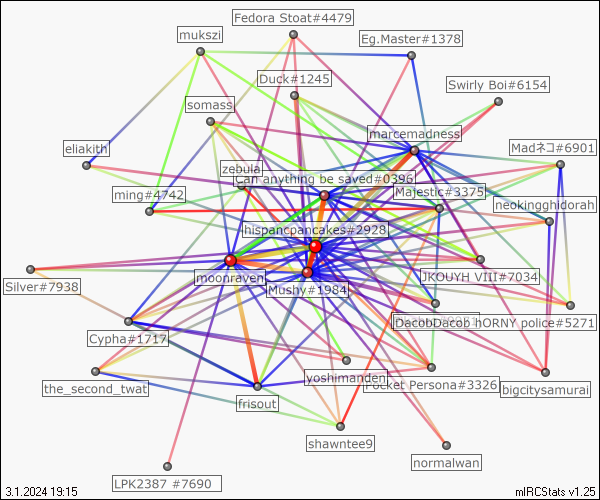 Fedora Stoat#4479
mukszi
Eg.Master#1378
Duck#1245
Swirly Boi#6154
somass
marcemadness
Madネコ#6901
eliakith
zebula
Can anything be saved#0396
ming#4742
Majestic#3375
neokingghidorah
hispancpancakes#2928
moonraven
JKOUYH VIII#7034
Silver#7938
Mushy#1984
DacobDacob
hORNY police#5271
Cypha#1717
yoshimanden
Pocket Persona#3326
the_second_twat
bigcitysamurai
frisout
shawntee9
normalwan
LPK2387 #7690
3.1.2024 19:15
mIRCStats v1.25